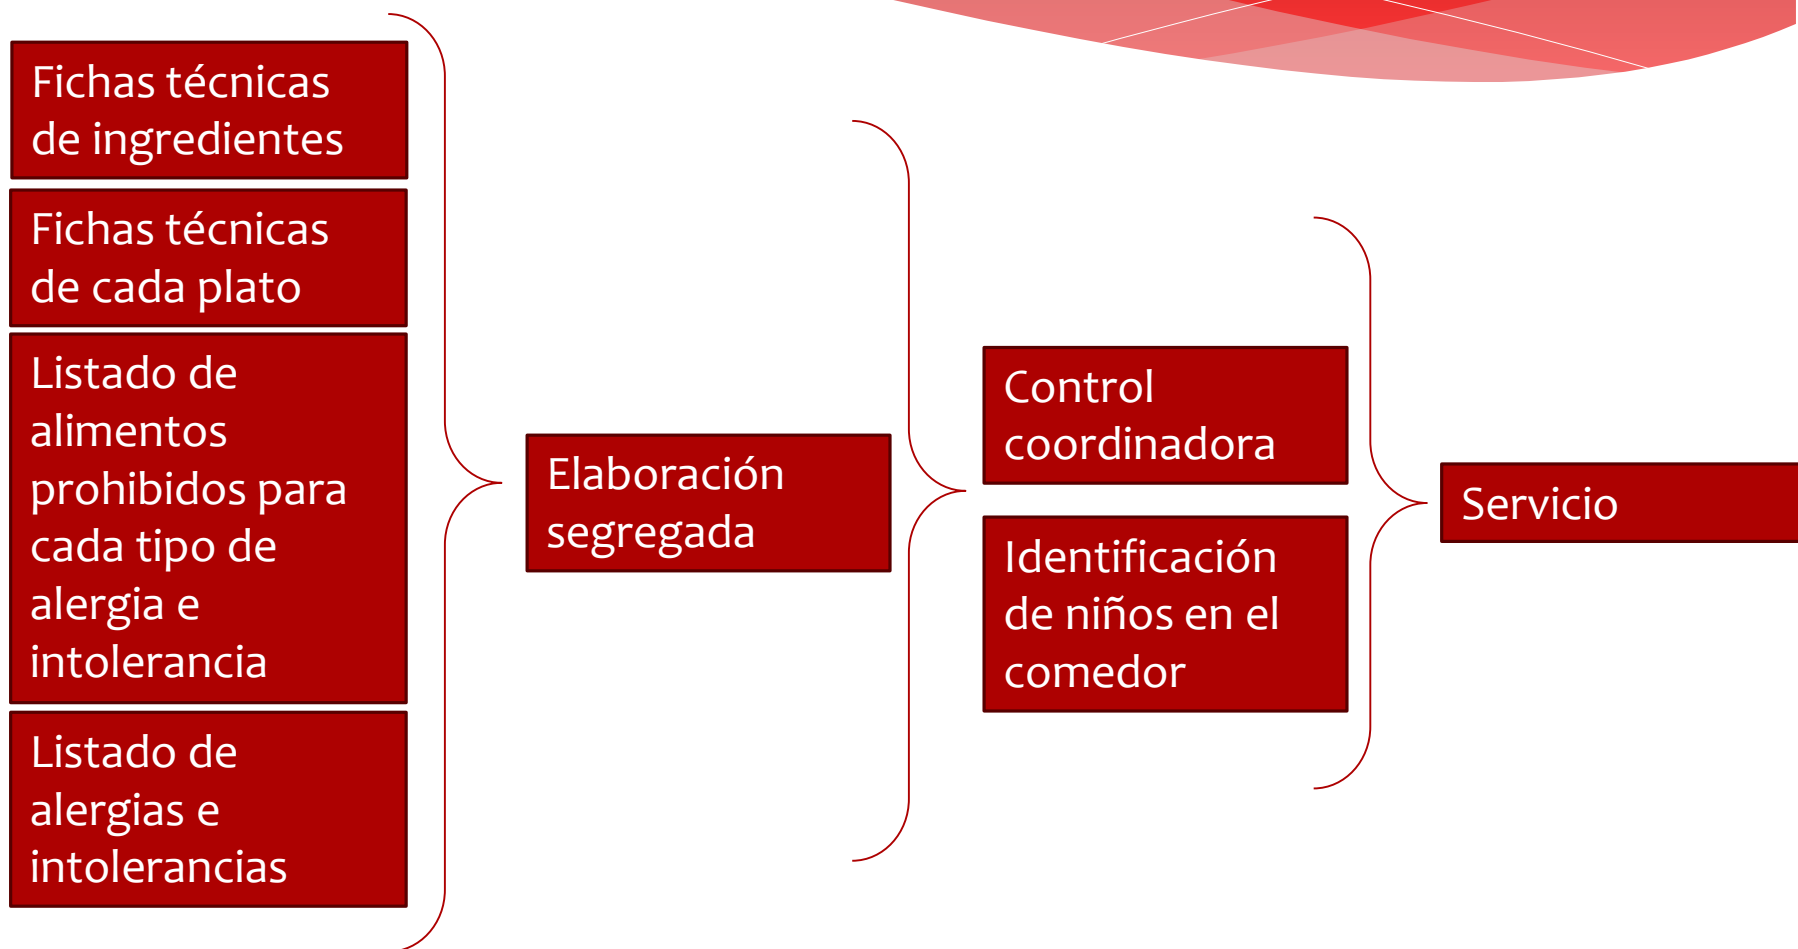 Fichas técnicas
de ingredientes
Fichas técnicas
de cada plato
Listado de
alimentos
prohibidos para
cada tipo de
alergia e
intolerancia
Listado de
alergias e
intolerancias
Elaboración
segregada
Control
coordinadora
Identificación
de niños en el
comedor
Servicio